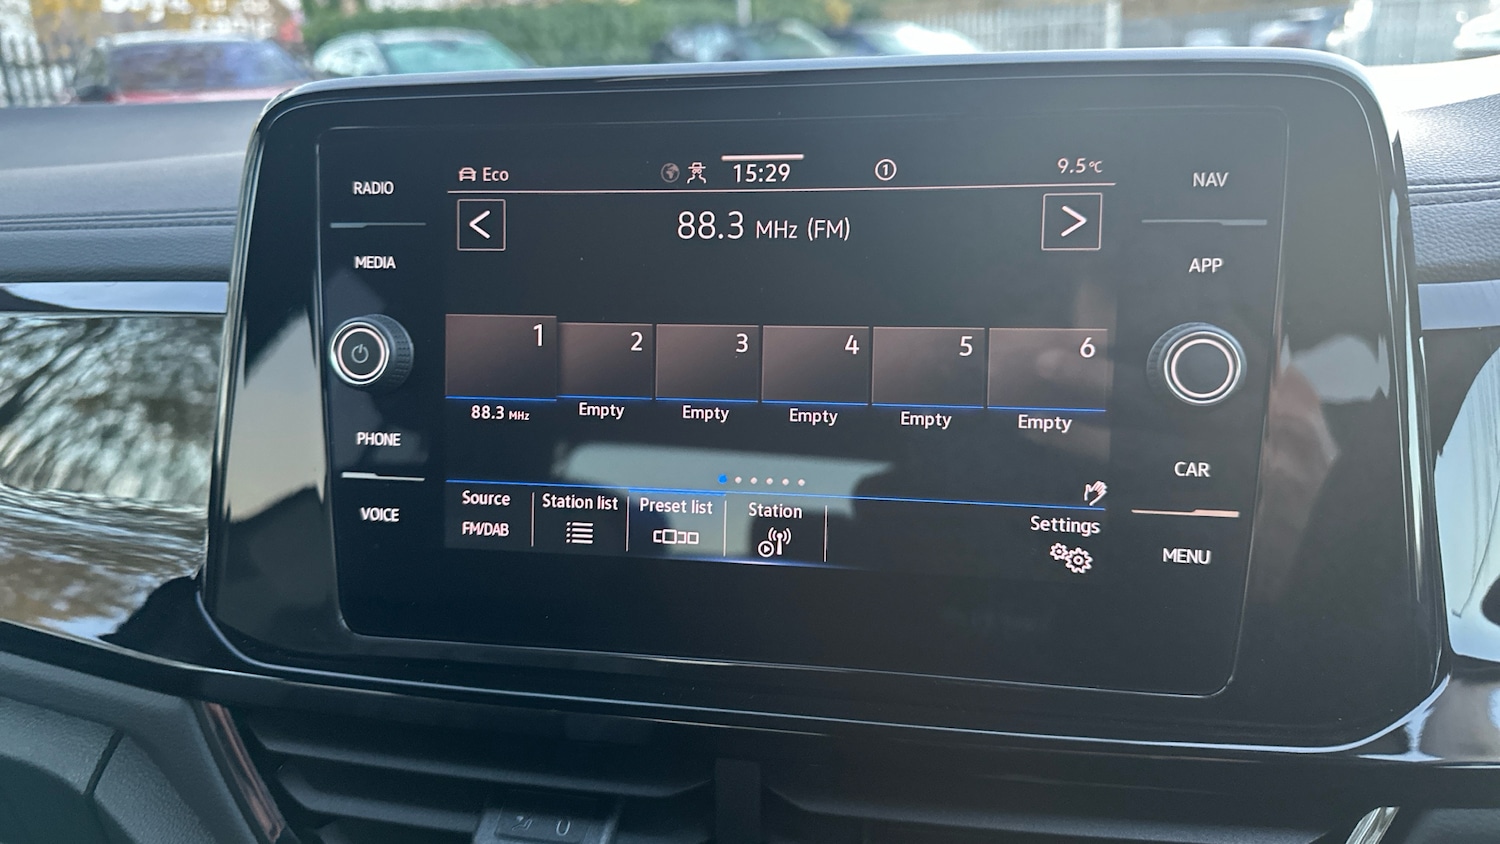 RADIO
MEDIA
PHONE
VOICE
Eco
15:29
1
9.5°C
88.3 MHz (FM)
1 2 3 4 5 6
88.3 MHz Empty Empty Empty Empty Empty
Source Station list Preset list Station Settings
FM/DAB
NAV
APP
CAR
MENU